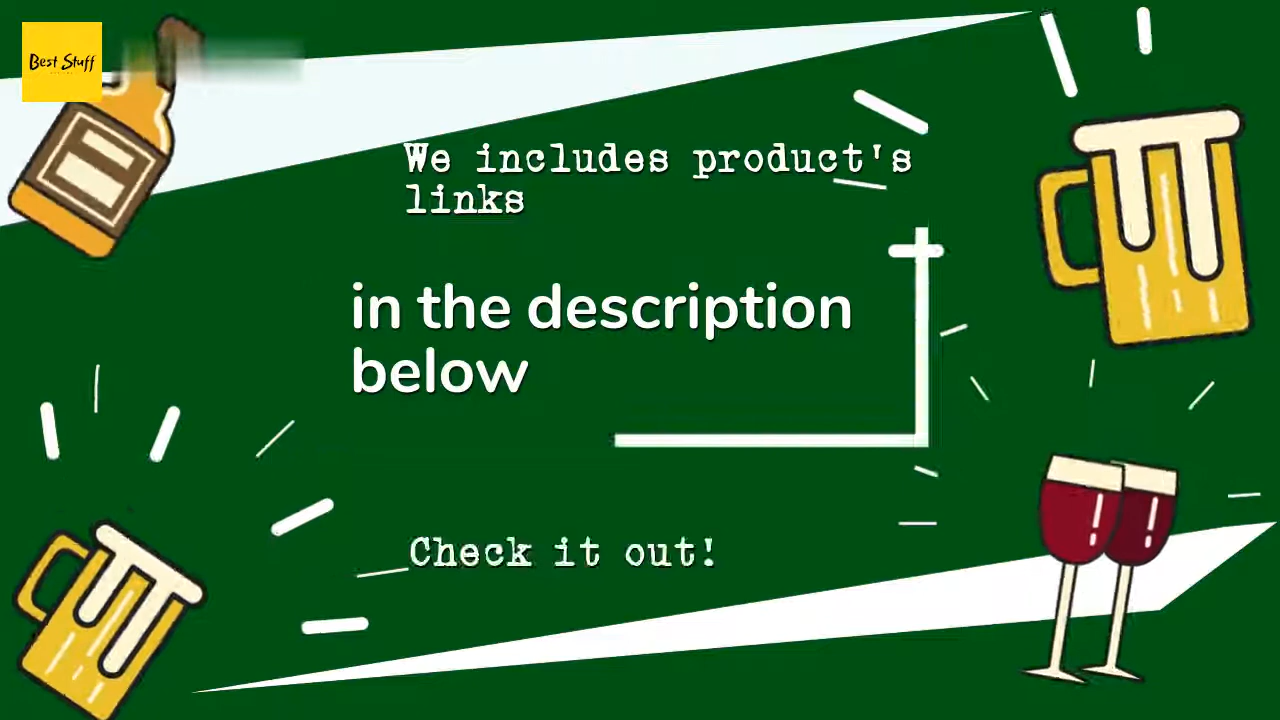 Best Stuff
We includes product's
links
in the description
below
Check it out!